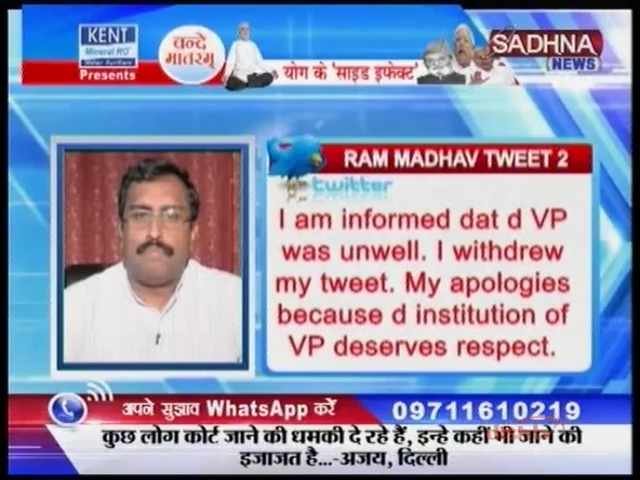 KENT
Mineral RO
Water Purifiers
Presents
वन्दे
मातरम्
योग के 'साइड इफेक्ट'
SADHNA
NEWS
RAM MADHAV TWEET 2
twitter
I am informed dat d VP
was unwell. I withdrew
my tweet. My apologies
because d institution of
VP deserves respect.
अपने सुझाव WhatsApp करें
09711610219
कुछ लोग कोर्ट जाने की धमकी दे रहे हैं, इन्हे कहीं भी जाने की
इजाजत है...-अजय, दिल्ली